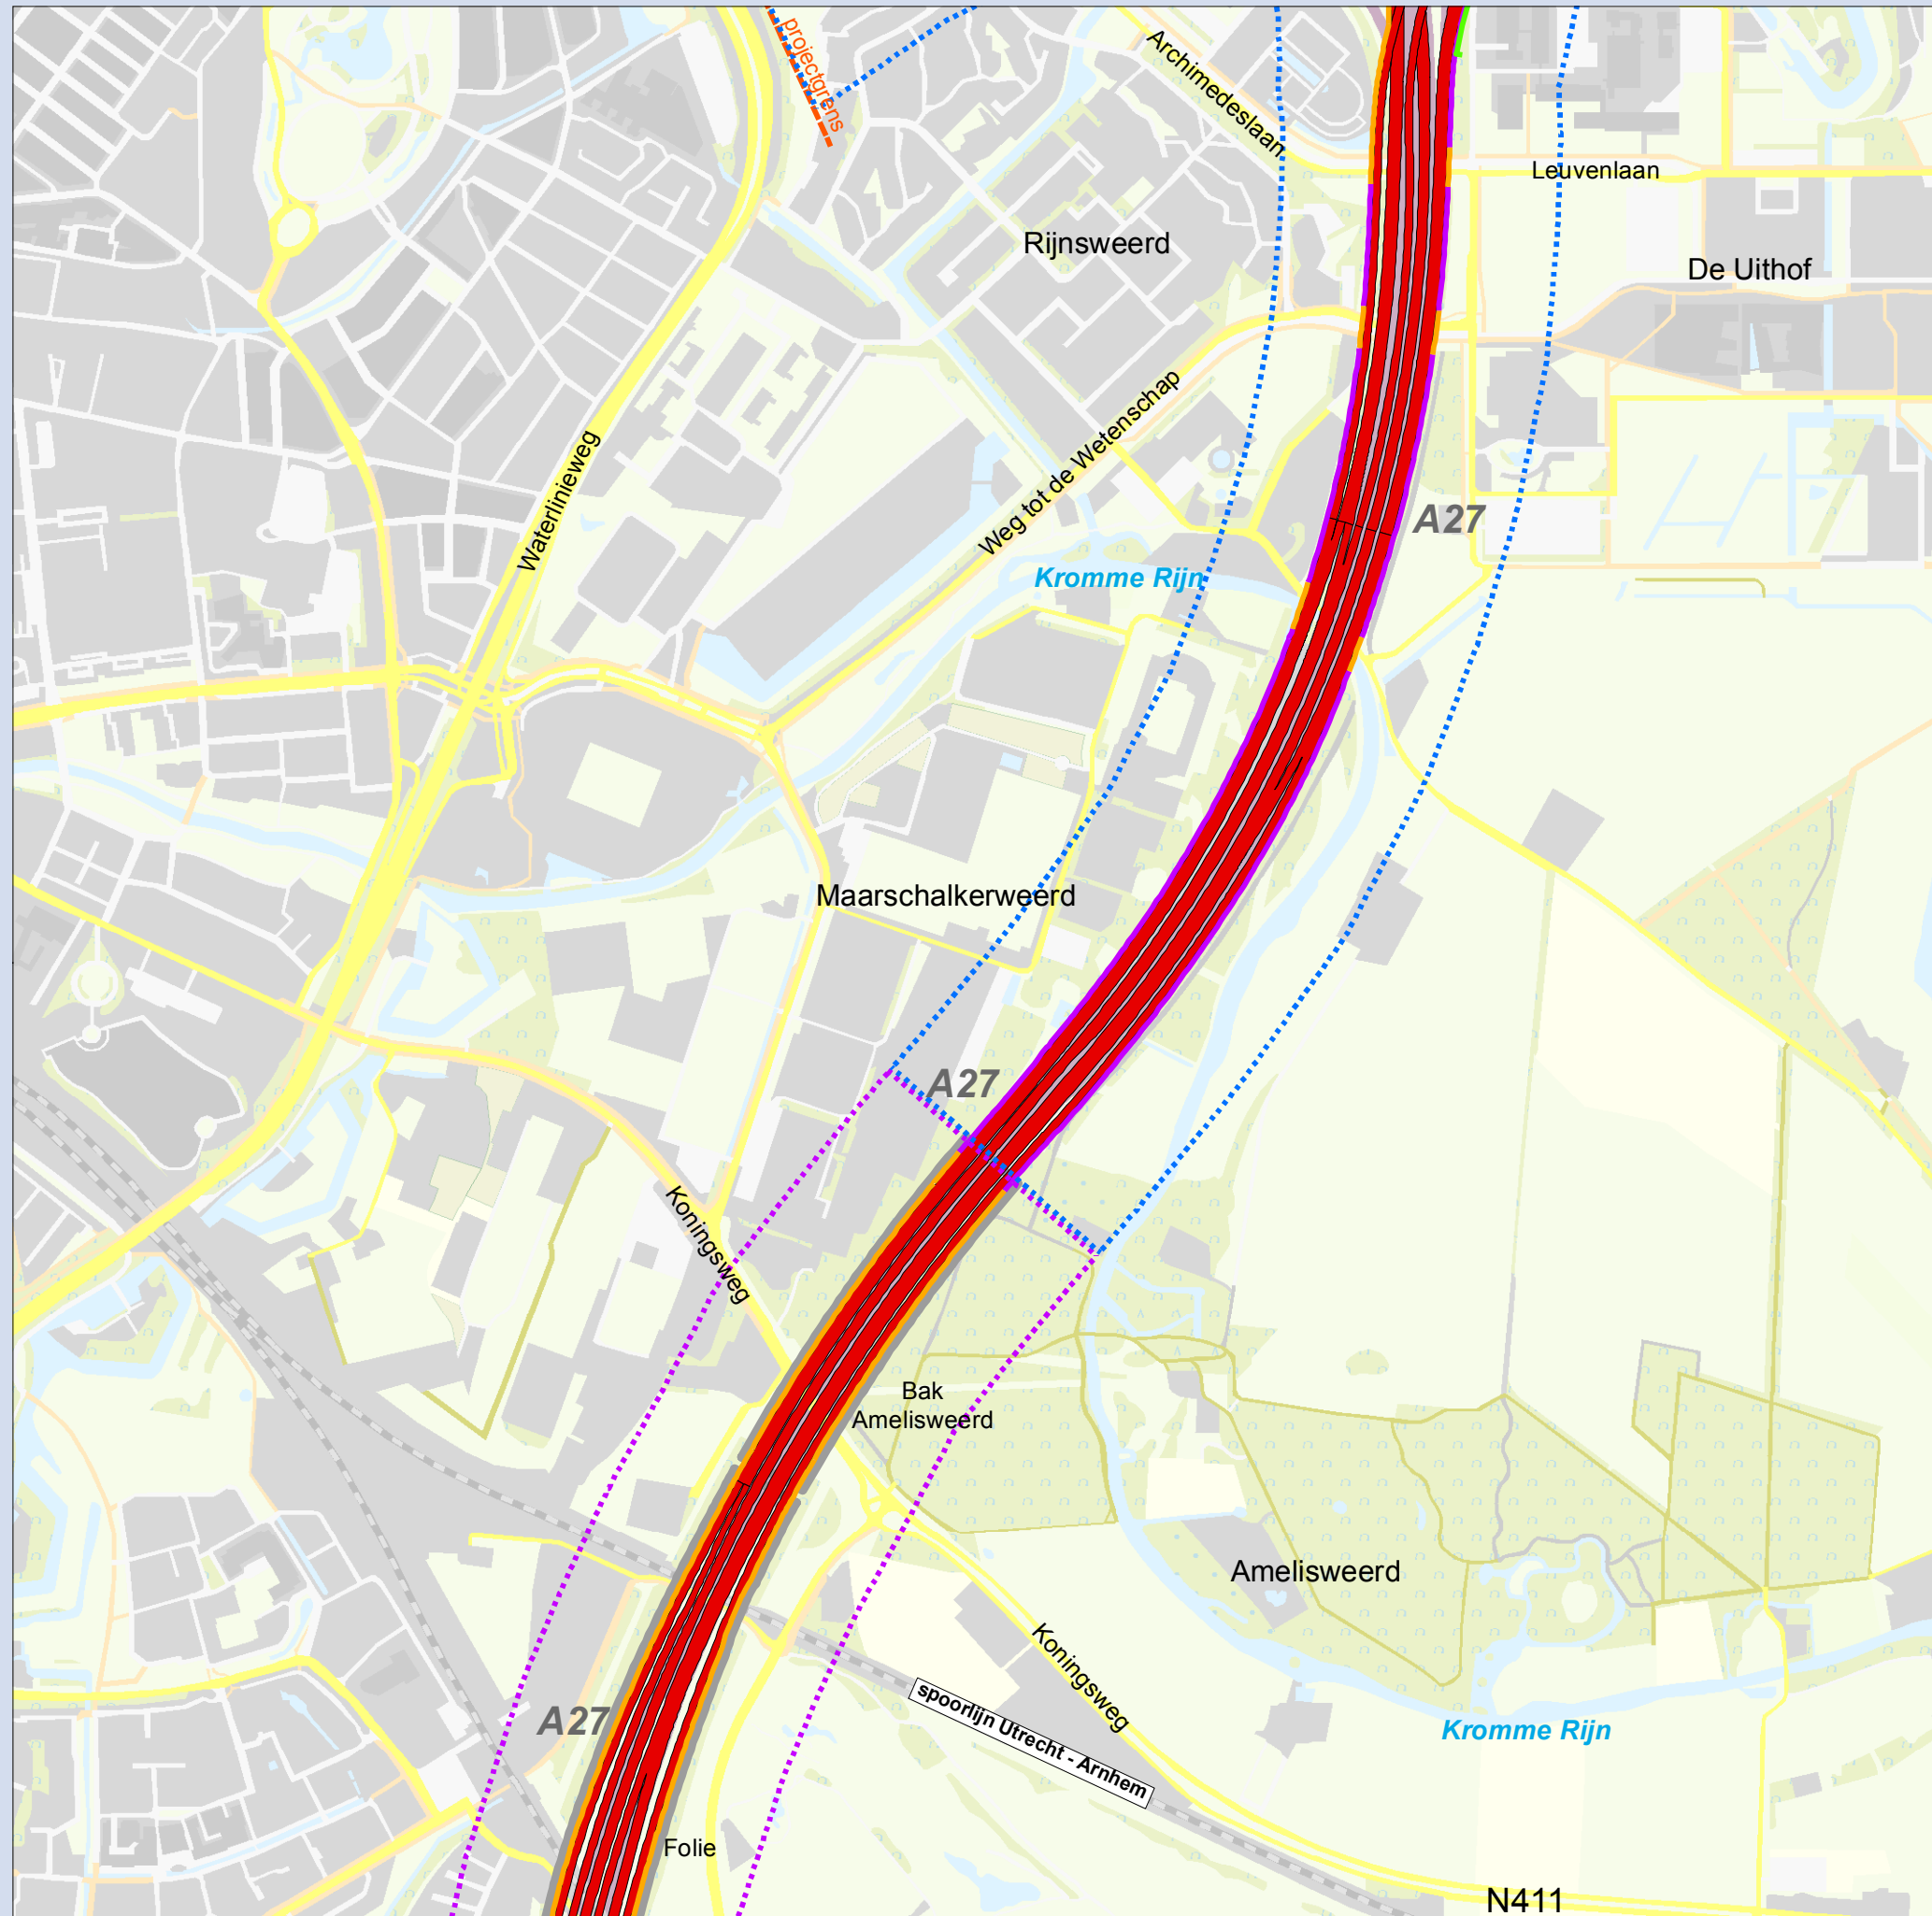 projectgrens
Archimedeslaan
Leuvenlaan
Rijnsweerd
De Uithof
Weg tot de Wetenschap
Waterlinieweg
A27
Kromme Rijn
Maarschalkerweerd
A27
Koningsweg
Bak
Amelisweerd
Amelisweerd
Koningsweg
spoorlijn Utrecht - Arnhem
A27
Kromme Rijn
Folie
N411